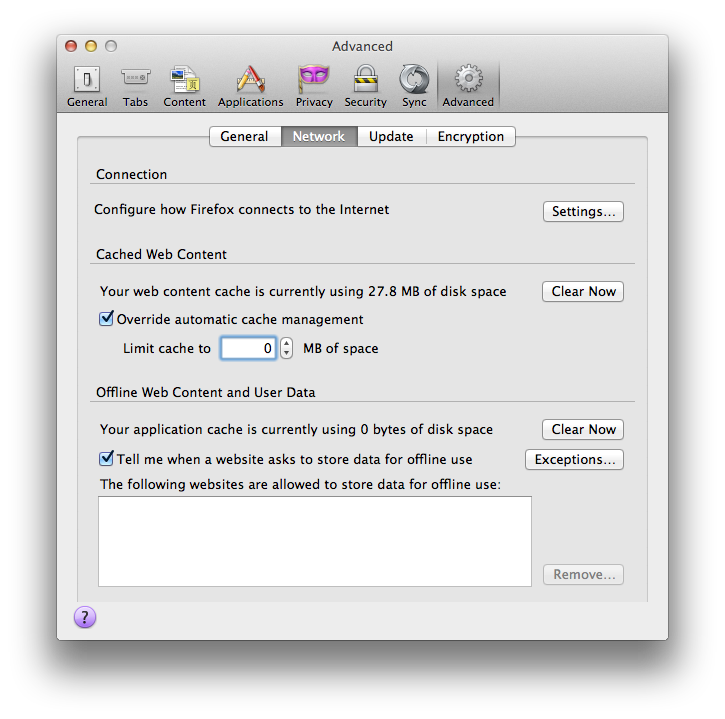 Advanced
General Tabs Content Applications Privacy Security Sync Advanced
General Network Update Encryption
Connection
Configure how Firefox connects to the Internet Settings...
Cached Web Content
Your web content cache is currently using 27.8 MB of disk space Clear Now
Override automatic cache management
Limit cache to 0 MB of space
Offline Web Content and User Data
Your application cache is currently using 0 bytes of disk space Clear Now
Tell me when a website asks to store data for offline use Exceptions...
The following websites are allowed to store data for offline use:
Remove...
?